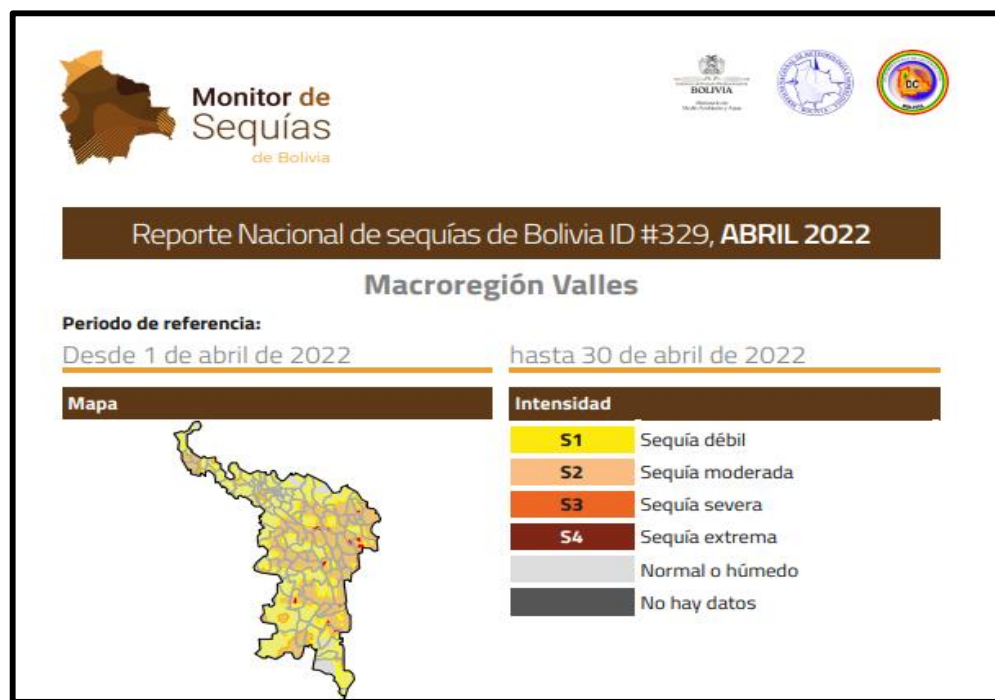 Monitor de
Sequías
de Bolivia
BOLIVIA
DC
Reporte Nacional de sequías de Bolivia ID #329, ABRIL 2022
Macroregión Valles
Periodo de referencia:
Desde 1 de abril de 2022
hasta 30 de abril de 2022
Mapa
Intensidad
S1 Sequía débil
S2 Sequía moderada
S3 Sequía severa
S4 Sequía extrema
Normal o húmedo
No hay datos